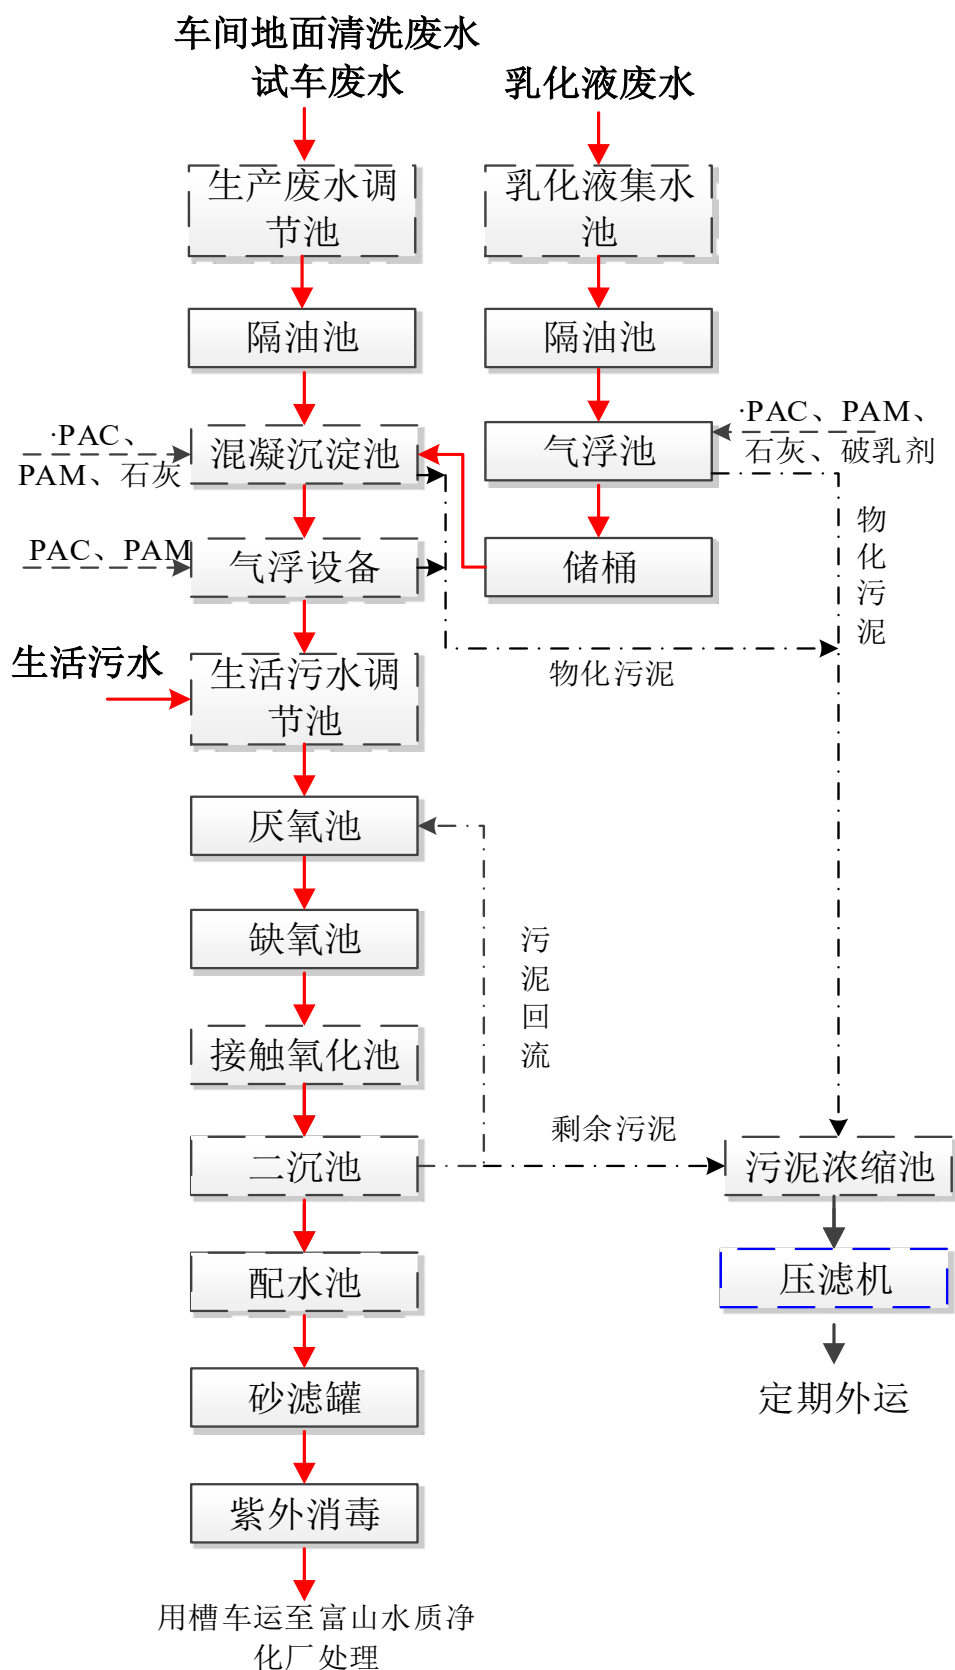 车间地面清洗废水
试车废水
乳化液废水
生产废水调
节池
乳化液集水
池
隔油池
隔油池
·PAC、
PAM、石灰
混凝沉淀池
气浮池
·PAC、PAM、
石灰、破乳剂
PAC、PAM
气浮设备
储桶
物
化
污
泥
生活污水
生活污水调
节池
物化污泥
厌氧池
缺氧池
污
泥
回
流
接触氧化池
二沉池
剩余污泥
污泥浓缩池
配水池
压滤机
砂滤罐
定期外运
紫外消毒
用槽车运至富山水质净
化厂处理